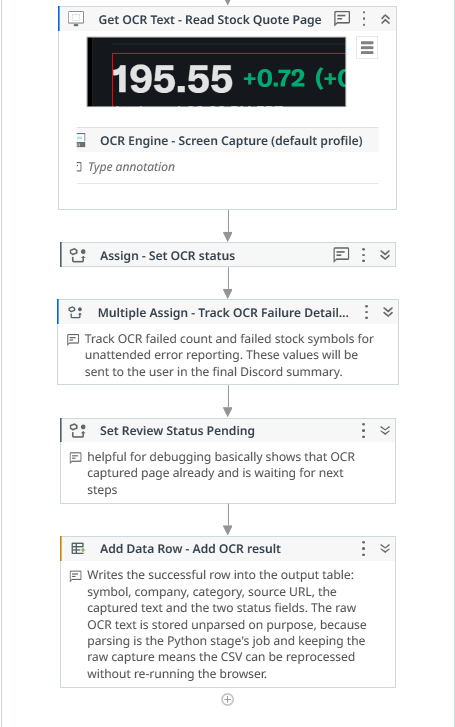 Get OCR Text - Read Stock Quote Page
195.55 +0.72 (+0
OCR Engine - Screen Capture (default profile)
Type annotation
Assign - Set OCR status
Multiple Assign - Track OCR Failure Detail...
Track OCR failed count and failed stock symbols for
unattended error reporting. These values will be
sent to the user in the final Discord summary.
Set Review Status Pending
helpful for debugging basically shows that OCR
captured page already and is waiting for next
steps
Add Data Row - Add OCR result
Writes the successful row into the output table:
symbol, company, category, source URL, the
captured text and the two status fields. The raw
OCR text is stored unparsed on purpose, because
parsing is the Python stage's job and keeping the
raw capture means the CSV can be reprocessed
without re-running the browser.